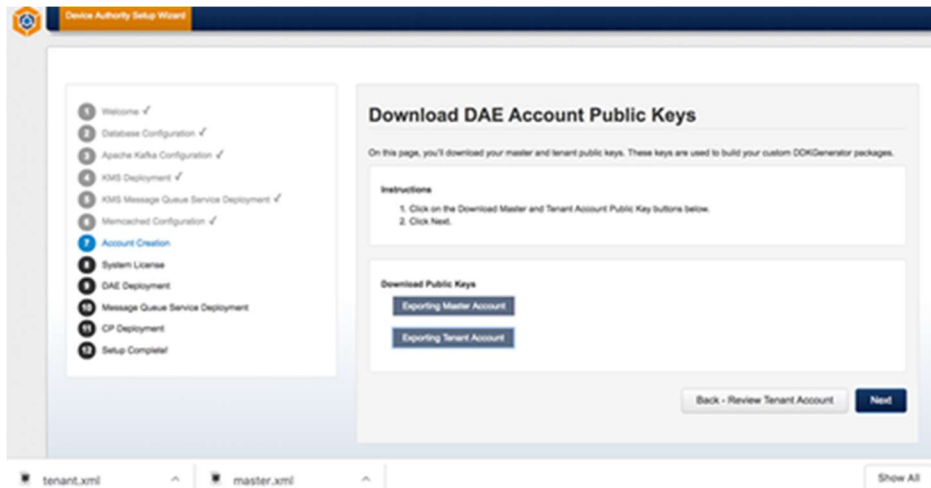 Device Authority Setup Wizard
1 Welcome ✓
2 Database Configuration ✓
3 Apache Kafka Configuration ✓
4 KMS Deployment ✓
5 KMS Message Queue Service Deployment ✓
6 Memcached Configuration ✓
7 Account Creation
8 System License
9 DAE Deployment
10 Message Queue Service Deployment
11 CP Deployment
12 Setup Complete!
Download DAE Account Public Keys
On this page, you'll download your master and tenant public keys. These keys are used to build your custom DDKGenerator packages.
Instructions
1. Click on the Download Master and Tenant Account Public Key buttons below.
2. Click Next.
Download Public Keys
Exporting Master Account
Exporting Tenant Account
Back - Review Tenant Account
Next
tenant.xml
master.xml
Show All